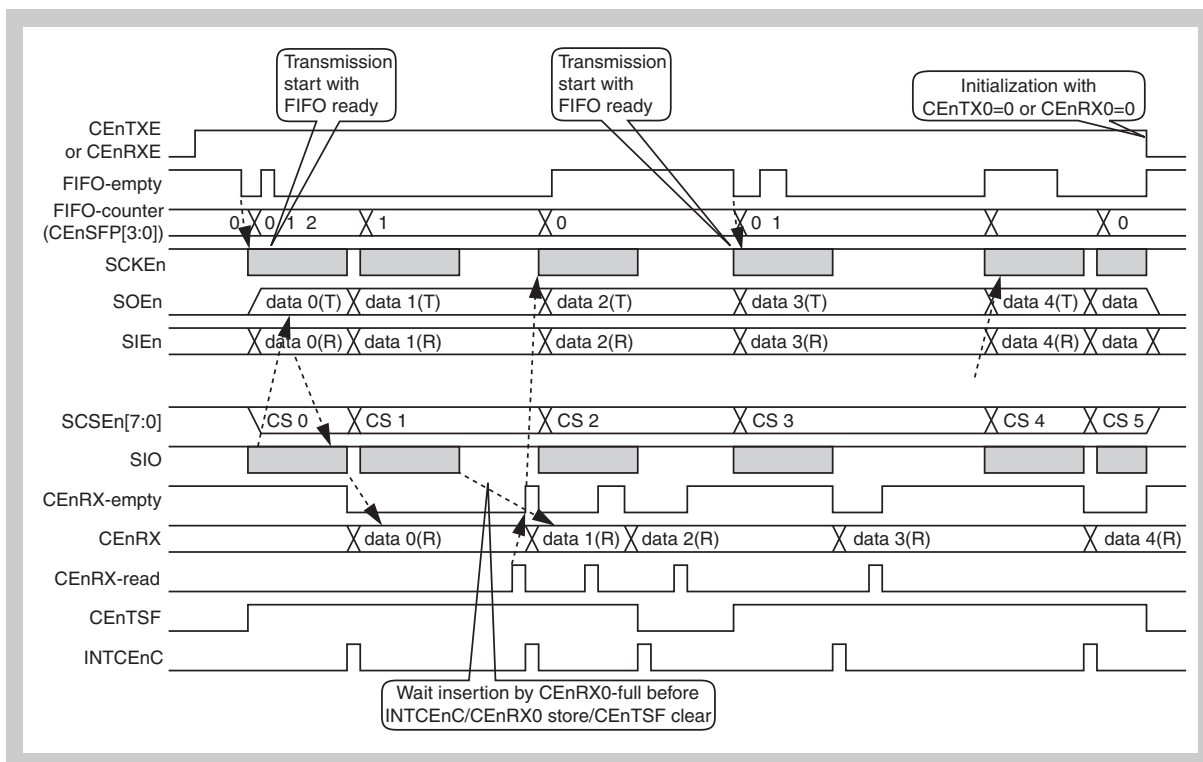 Transmission
start with
FIFO ready
Transmission
start with
FIFO ready
Initialization with
CEnTX0=0 or CEnRX0=0
CEnTXE
or CEnRXE
FIFO-empty
FIFO-counter
(CEnSFP[3:0])
0 0 1 2 1 0 0 1 0
SCKEn
SOEn data 0(T) data 1(T) data 2(T) data 3(T) data 4(T) data
SIEn data 0(R) data 1(R) data 2(R) data 3(R) data 4(R) data
SCSEn[7:0] CS 0 CS 1 CS 2 CS 3 CS 4 CS 5
SIO
CEnRX-empty
CEnRX data 0(R) data 1(R) data 2(R) data 3(R) data 4(R)
CEnRX-read
CEnTSF
INTCEnC
Wait insertion by CEnRX0-full before
INTCEnC/CEnRX0 store/CEnTSF clear